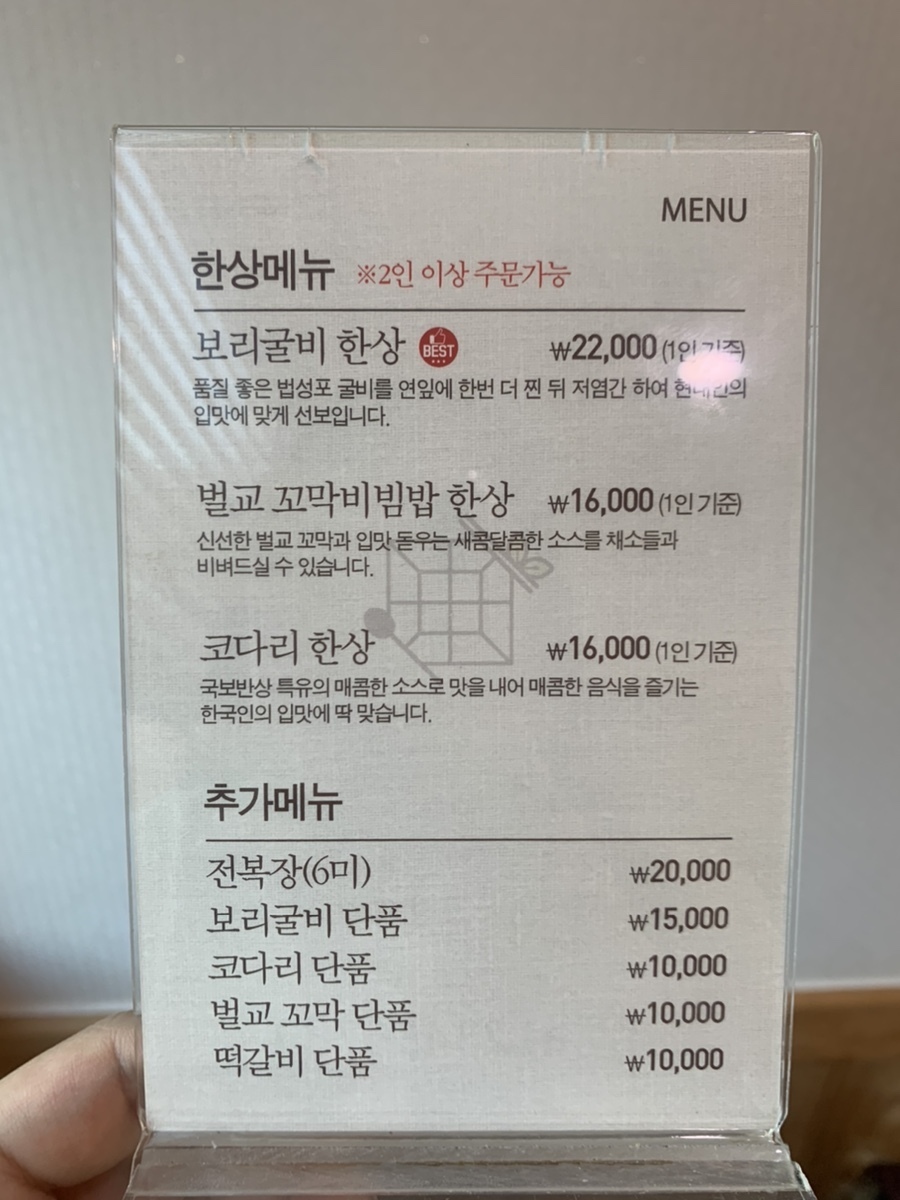 MENU
한상메뉴 ※2인 이상 주문가능
보리굴비 한상 BEST ₩22,000 (1인 기준)
품질 좋은 법성포 굴비를 연잎에 한번 더 찐 뒤 저염간 하여 현대인의
입맛에 맞게 선보입니다.
벌교 꼬막비빔밥 한상 ₩16,000 (1인 기준)
신선한 벌교 꼬막과 입맛 돋우는 새콤달콤한 소스를 채소들과
비벼드실 수 있습니다.
코다리 한상 ₩16,000 (1인 기준)
국보반상 특유의 매콤한 소스로 맛을 내어 매콤한 음식을 즐기는
한국인의 입맛에 딱 맞습니다.
추가메뉴
전복장(6미) ₩20,000
보리굴비 단품 ₩15,000
코다리 단품 ₩10,000
벌교 꼬막 단품 ₩10,000
떡갈비 단품 ₩10,000